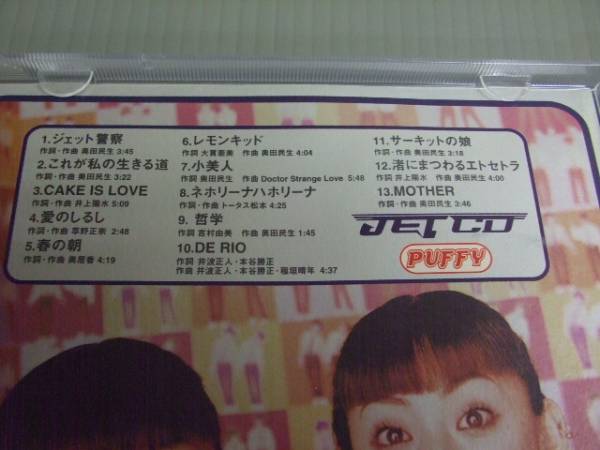 1.ジェット警察
作詞・作曲 奥田民生 3:45
2.これが私の生きる道
作詞・作曲 奥田民生 3:22
3.CAKE IS LOVE
作詞・作曲 井上陽水 5:09
4.愛のしるし
作詞・作曲 草野正宗 2:48
5.春の朝
作詞・作曲 奥居香 4:19
6.レモンキッド
作詞 大貫亜美 作曲 奥田民生 4:04
7.小美人
作詞 奥田民生 作曲 Doctor Strange Love 5:48
8.ネホリーナハホリーナ
作詞・作曲 トータス松本 4:25
9. 哲学
作詞 吉村由美 作曲 奥田民生 1:45
10.DE RIO
作詞 井波正人・本谷勝正
作曲 井波正人・本谷勝正・稲垣晴年 4:37
11.サーキットの娘
作詞・作曲 奥田民生 3:18
12.渚にまつわるエトセトラ
作詞 井上陽水 作曲 奥田民生 4:00
13.MOTHER
作詞・作曲 奥田民生 3:46
JET CD
PUFFY